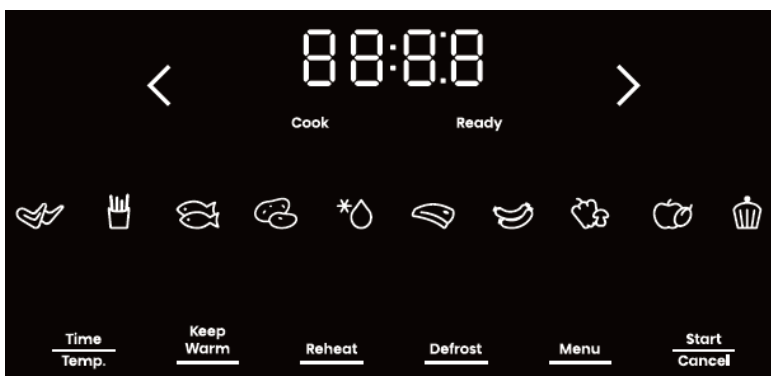 88:8.8
Cook Ready
Time
Temp.
Keep
Warm
Reheat
Defrost
Menu
Start
Cancel